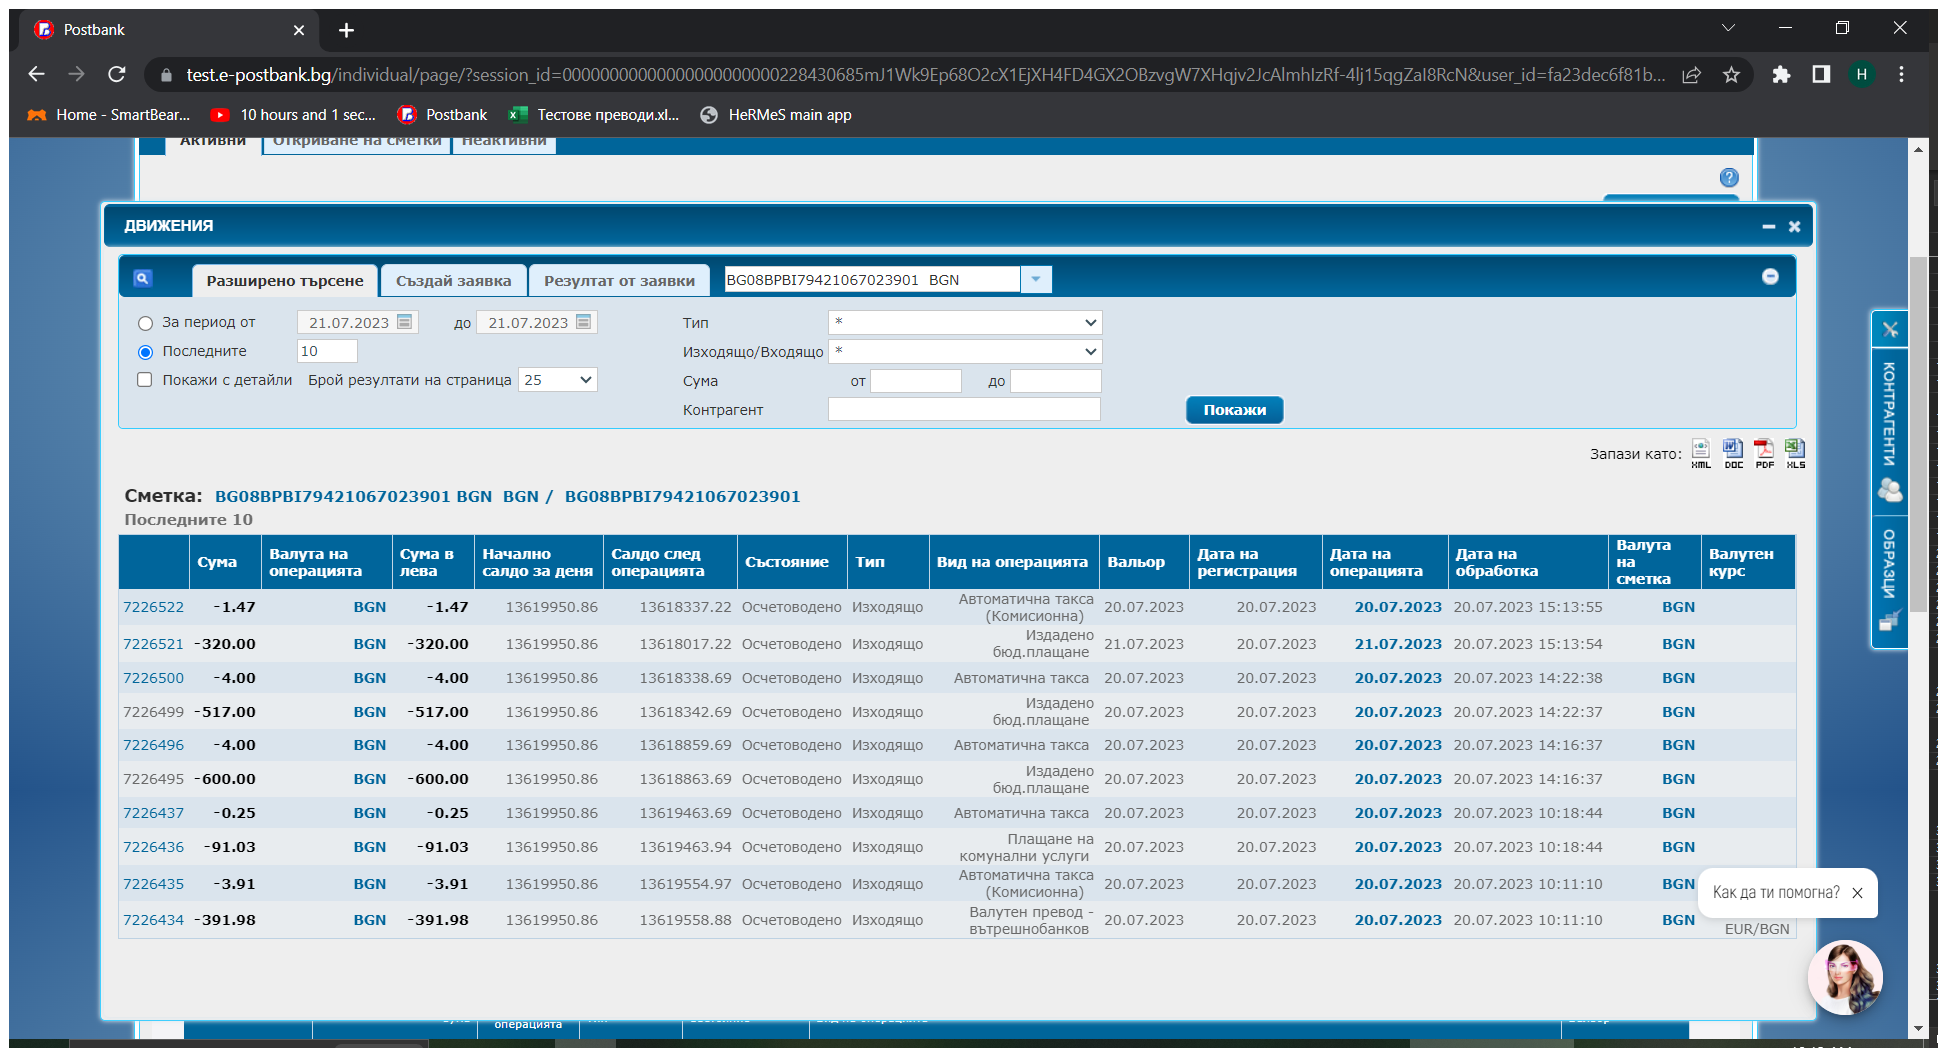 Postbank
test.e-postbank.bg/individual/page/?session_id=
Home - SmartBear... 10 hours and 1 sec... Postbank Тестове преводи.xl... HeRMeS main app
Активни Откриване на сметки Неактивни
ДВИЖЕНИЯ
Разширено търсене Създай заявка Резултат от заявки BG08BPBI79421067023901 BGN
За период от 21.07.2023 до 21.07.2023 Тип *
Последните 10 Изходящо/Входящо *
Покажи с детайли Брой резултати на страница 25 Сума от до
Контрагент Покажи
Запази като: XML DOC PDF XLS
Сметка: BG08BPBI79421067023901 BGN BGN / BG08BPBI79421067023901
Последните 10
Сума Валута на операцията Сума в лева Начално салдо за деня Салдо след операцията Състояние Тип Вид на операцията Вальор Дата на регистрация Дата на операцията Дата на обработка Валута на сметка Валутен курс
7226522 -1.47 BGN -1.47 13619950.86 13618337.22 Осчетоводено Изходящо Автоматична такса (Комисионна) 20.07.2023 20.07.2023 20.07.2023 20.07.2023 15:13:55 BGN
7226521 -320.00 BGN -320.00 13619950.86 13618017.22 Осчетоводено Изходящо Издадено бюд.плащане 21.07.2023 20.07.2023 21.07.2023 20.07.2023 15:13:54 BGN
7226500 -4.00 BGN -4.00 13619950.86 13618338.69 Осчетоводено Изходящо Автоматична такса 20.07.2023 20.07.2023 20.07.2023 20.07.2023 14:22:38 BGN
7226499 -517.00 BGN -517.00 13619950.86 13618342.69 Осчетоводено Изходящо Издадено бюд.плащане 20.07.2023 20.07.2023 20.07.2023 20.07.2023 14:22:37 BGN
7226496 -4.00 BGN -4.00 13619950.86 13618859.69 Осчетоводено Изходящо Автоматична такса 20.07.2023 20.07.2023 20.07.2023 20.07.2023 14:16:37 BGN
7226495 -600.00 BGN -600.00 13619950.86 13618863.69 Осчетоводено Изходящо Издадено бюд.плащане 20.07.2023 20.07.2023 20.07.2023 20.07.2023 14:16:37 BGN
7226437 -0.25 BGN -0.25 13619950.86 13619463.69 Осчетоводено Изходящо Автоматична такса 20.07.2023 20.07.2023 20.07.2023 20.07.2023 10:18:44 BGN
7226436 -91.03 BGN -91.03 13619950.86 13619463.94 Осчетоводено Изходящо Плащане на комунални услуги 20.07.2023 20.07.2023 20.07.2023 20.07.2023 10:18:44 BGN
7226435 -3.91 BGN -3.91 13619950.86 13619554.97 Осчетоводено Изходящо Автоматична такса (Комисионна) 20.07.2023 20.07.2023 20.07.2023 20.07.2023 10:11:10 BGN
7226434 -391.98 BGN -391.98 13619950.86 13619558.88 Осчетоводено Изходящо Валутен превод - вътрешнобанков 20.07.2023 20.07.2023 20.07.2023 20.07.2023 10:11:10 BGN EUR/BGN
Как да ти помогна?
операцията
КОНТРАГЕНТИ
ОБРАЗЦИ
H